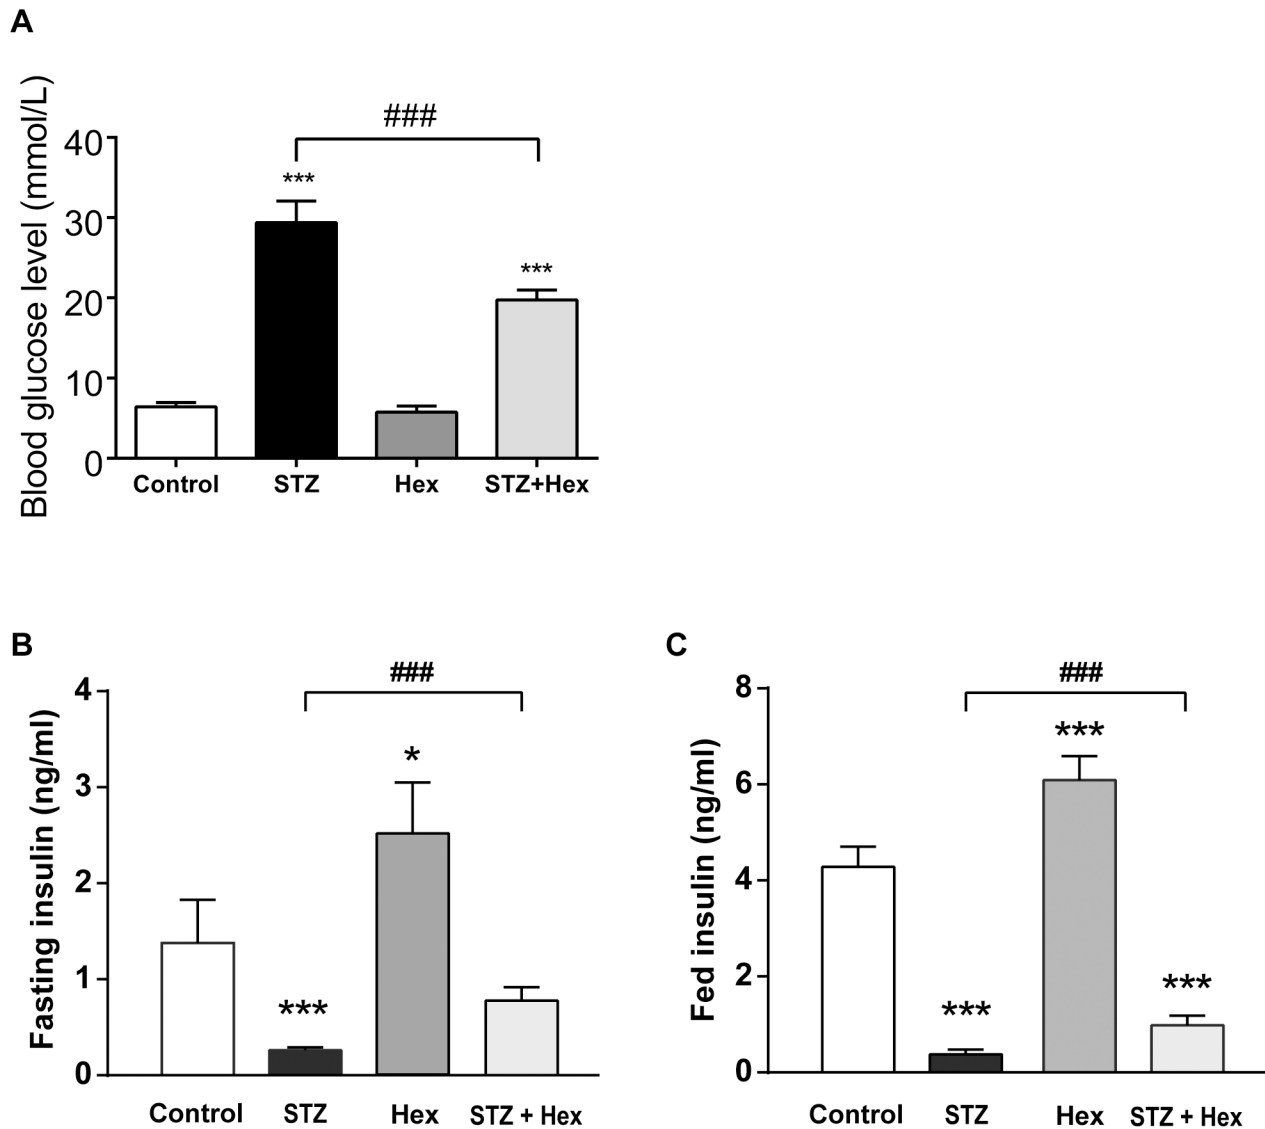 A
Blood glucose level (mmol/L)
###
40
30
20
10
0
***
***
Control STZ Hex STZ+Hex
B
Fasting insulin (ng/ml)
###
4
3
2
1
0
*
***
Control STZ Hex STZ + Hex
C
Fed insulin (ng/ml)
###
8
6
4
2
0
***
***
***
Control STZ Hex STZ + Hex